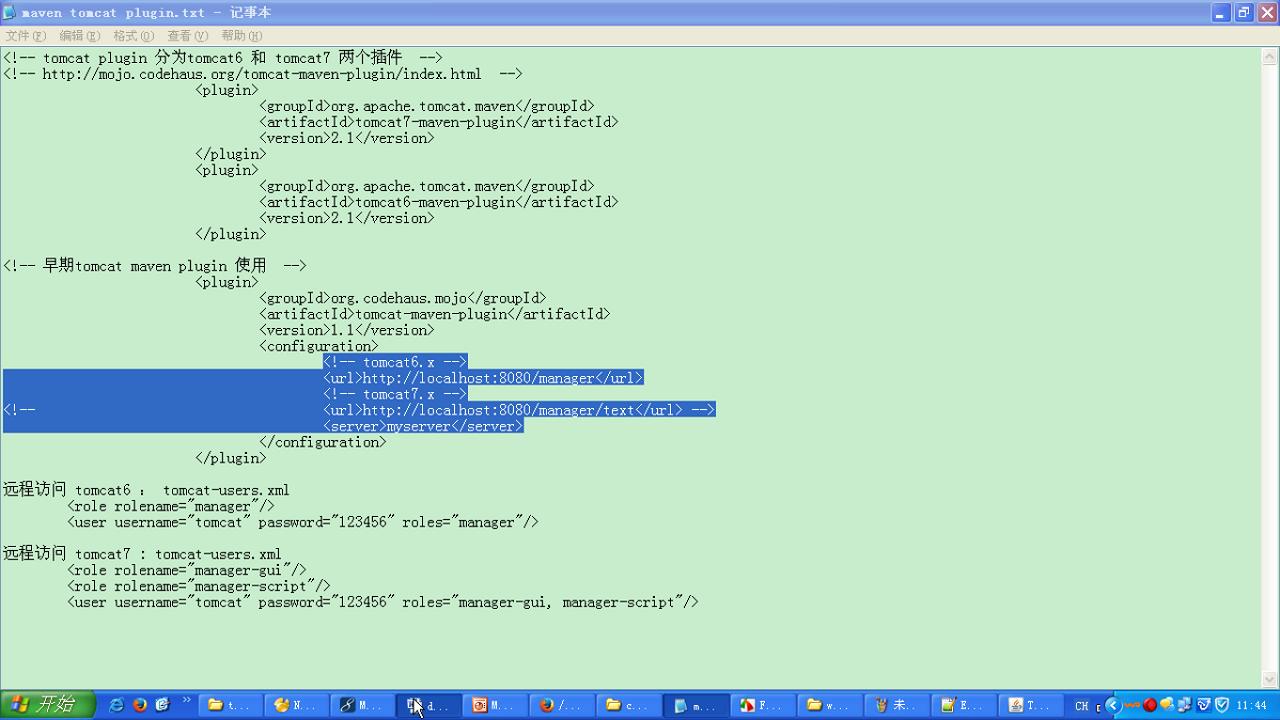 maven tomcat plugin.txt - 记事本
文件(F) 编辑(E) 格式(O) 查看(V) 帮助(H)
<!-- tomcat plugin 分为tomcat6 和 tomcat7 两个插件 -->
<!-- http://mojo.codehaus.org/tomcat-maven-plugin/index.html -->
<plugin>
<groupId>org.apache.tomcat.maven</groupId>
<artifactId>tomcat7-maven-plugin</artifactId>
<version>2.1</version>
</plugin>
<plugin>
<groupId>org.apache.tomcat.maven</groupId>
<artifactId>tomcat6-maven-plugin</artifactId>
<version>2.1</version>
</plugin>
<!-- 早期tomcat maven plugin 使用 -->
<plugin>
<groupId>org.codehaus.mojo</groupId>
<artifactId>tomcat-maven-plugin</artifactId>
<version>1.1</version>
<configuration>
<!-- tomcat6.x -->
<url>http://localhost:8080/manager</url>
<!-- tomcat7.x -->
<!-- <url>http://localhost:8080/manager/text</url> -->
<server>myserver</server>
</configuration>
</plugin>
远程访问 tomcat6 ： tomcat-users.xml
<role rolename="manager"/>
<user username="tomcat" password="123456" roles="manager"/>
远程访问 tomcat7 : tomcat-users.xml
<role rolename="manager-gui"/>
<role rolename="manager-script"/>
<user username="tomcat" password="123456" roles="manager-gui, manager-script"/>
开始 t... N... M... d... M... /... c... m... F... w... 未... E... T... CH 11:44